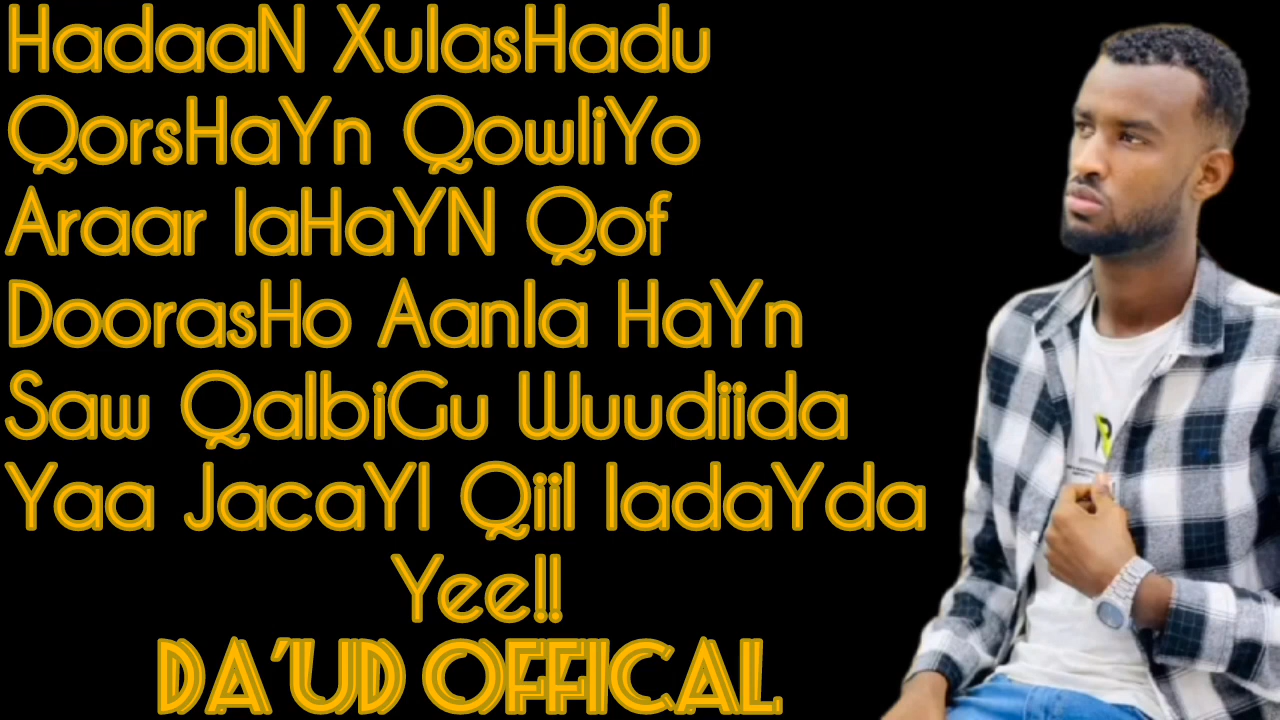 HadaaN XulasHadu
QorsHaYn QowliYo
Araar laHaYN Qof
DoorasHo Aanla HaYn
Saw QalbiGu Wuudiida
Yaa JacaYl Qiil ladaYda
Yee!!
DA'UD OFFICAL